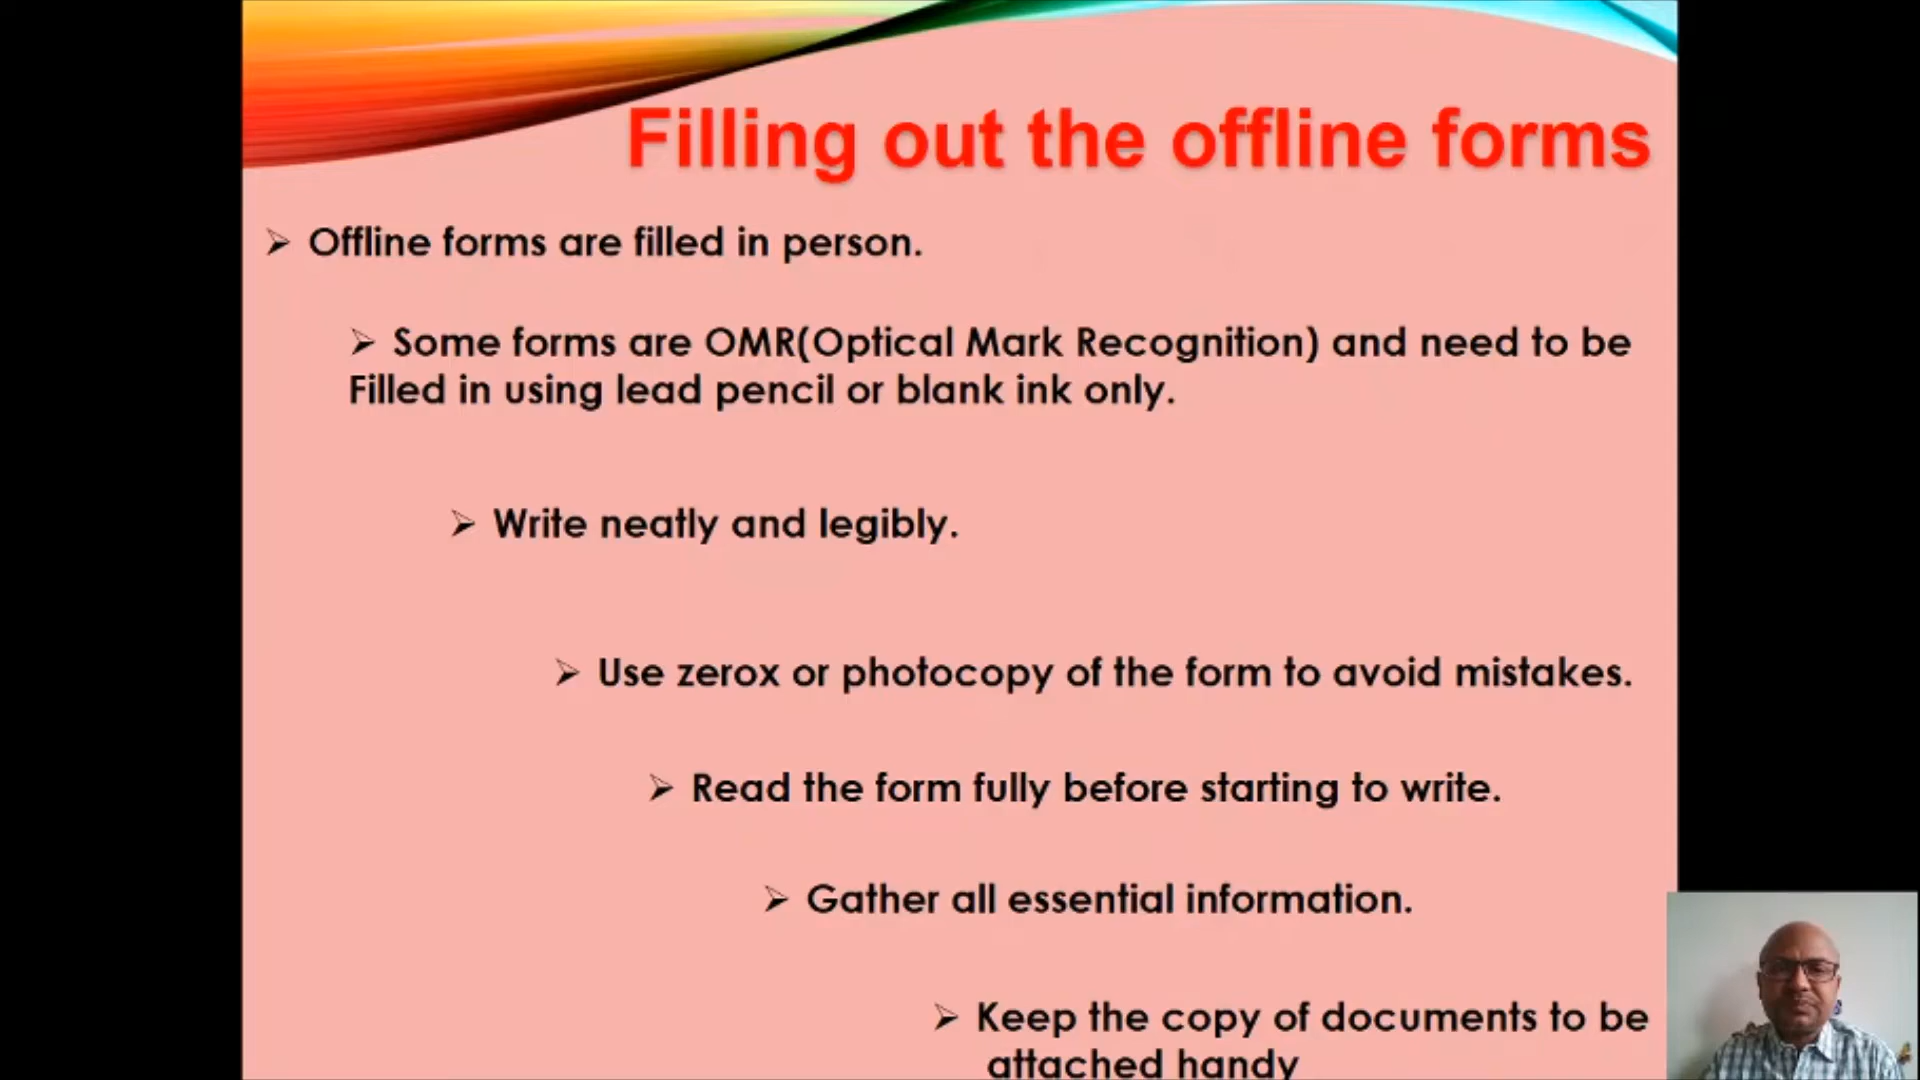 Filling out the offline forms
➢ Offline forms are filled in person.
➢ Some forms are OMR(Optical Mark Recognition) and need to be
Filled in using lead pencil or blank ink only.
➢ Write neatly and legibly.
➢ Use zerox or photocopy of the form to avoid mistakes.
➢ Read the form fully before starting to write.
➢ Gather all essential information.
➢ Keep the copy of documents to be
attached handy